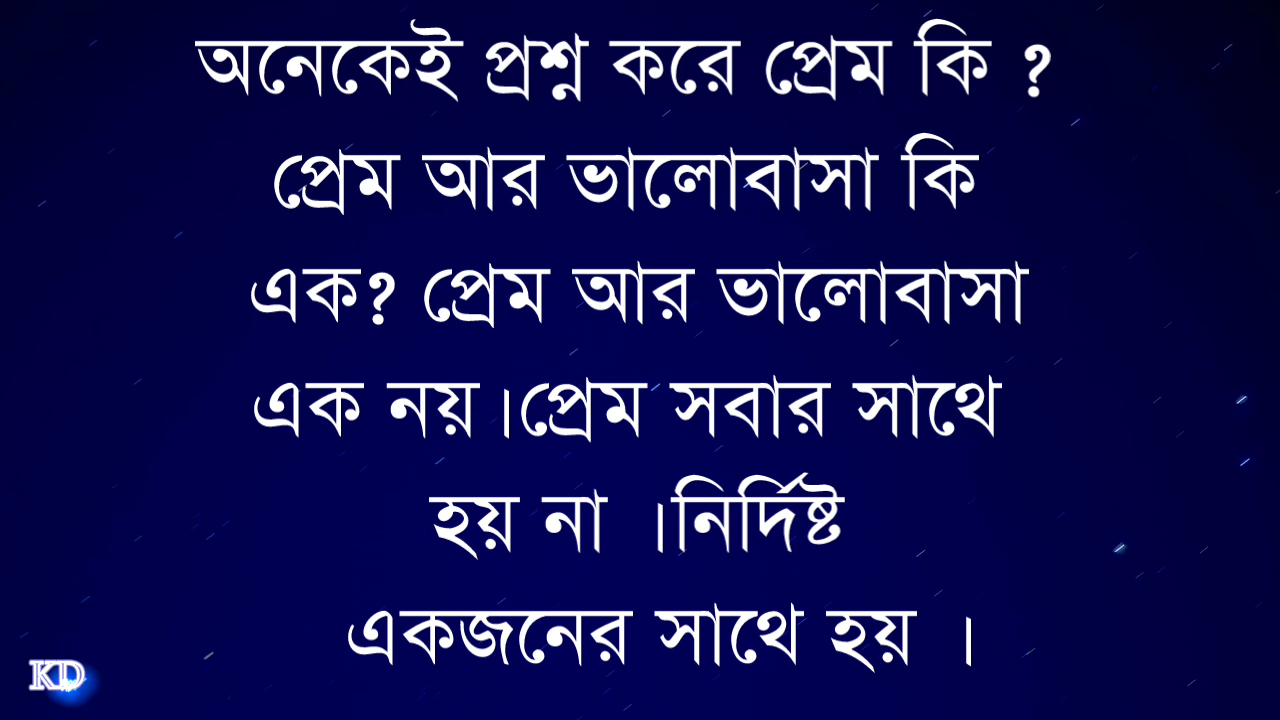 অনেকেই প্রশ্ন করে প্রেম কি ?
প্রেম আর ভালোবাসা কি
এক? প্রেম আর ভালোবাসা
এক নয় ।প্রেম সবার সাথে
হয় না ।নির্দিষ্ট
একজনের সাথে হয় ।
KD